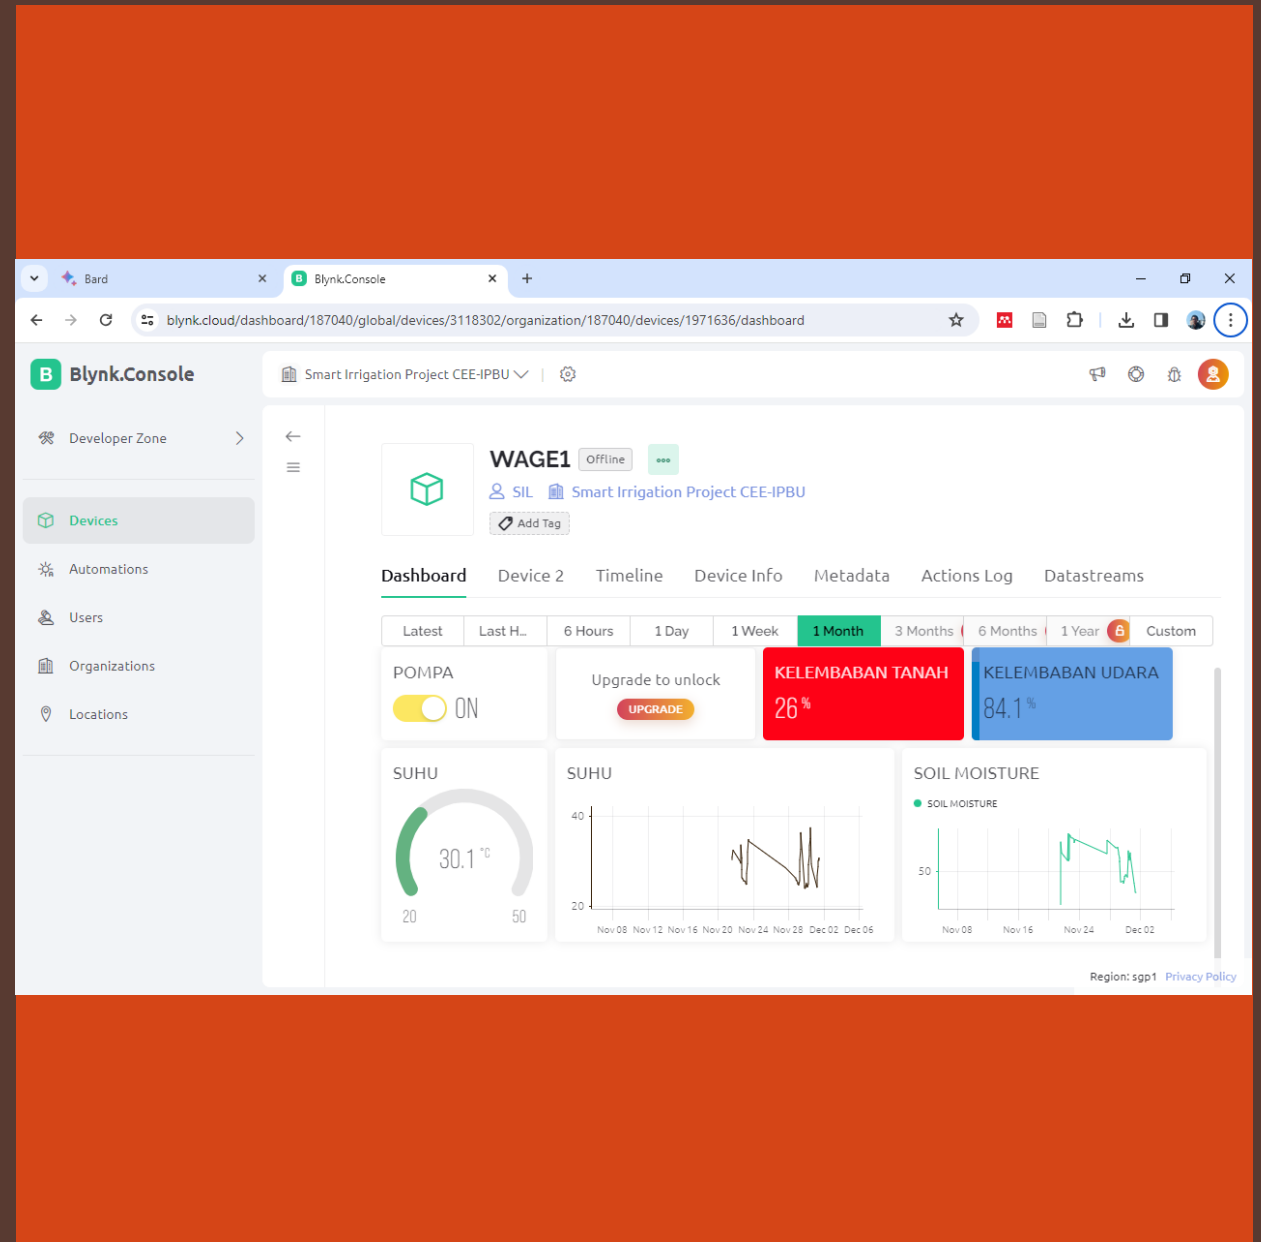 Bard
B Blynk.Console
blynk.cloud/dashboard/187040/global/devices/3118302/organization/187040/devices/1971636/dashboard
B Blynk.Console
Smart Irrigation Project CEE-IPBU
Developer Zone
Devices
Automations
Users
Organizations
Locations
WAGE1 Offline
SIL Smart Irrigation Project CEE-IPBU
Add Tag
Dashboard Device 2 Timeline Device Info Metadata Actions Log Datastreams
Latest Last H... 6 Hours 1 Day 1 Week 1 Month 3 Months 6 Months 1 Year Custom
POMPA
ON
Upgrade to unlock
UPGRADE
KELEMBABAN TANAH
26 %
KELEMBABAN UDARA
84.1 %
SUHU
30.1 °C
20 50
SUHU
40
20
Nov 08 Nov 12 Nov 16 Nov 20 Nov 24 Nov 28 Dec 02 Dec 06
SOIL MOISTURE
SOIL MOISTURE
50
Nov 08 Nov 16 Nov 24 Dec 02
Region: sgp1 Privacy Policy